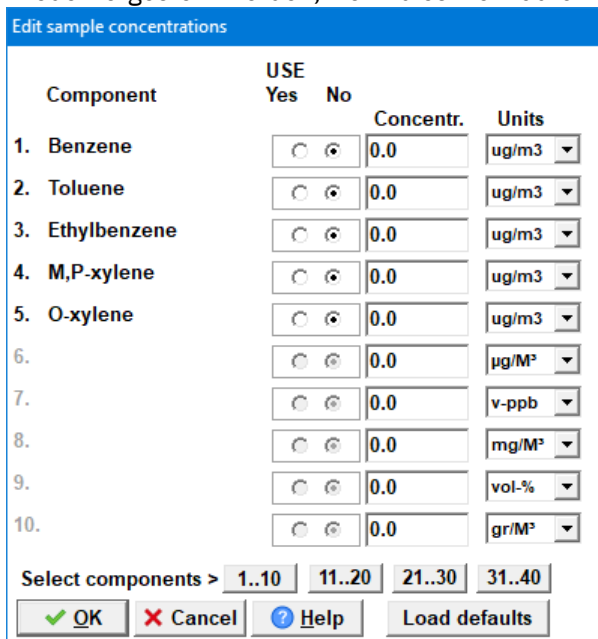 Edit sample concentrations
USE
Component Yes No
Concentr. Units
1. Benzene 0.0 ug/m3
2. Toluene 0.0 ug/m3
3. Ethylbenzene 0.0 ug/m3
4. M,P-xylene 0.0 ug/m3
5. O-xylene 0.0 ug/m3
6. 0.0 µg/M³
7. 0.0 v-ppb
8. 0.0 mg/M³
9. 0.0 vol-%
10. 0.0 gr/M³
Select components > 1..10 11..20 21..30 31..40
OK Cancel Help Load defaults